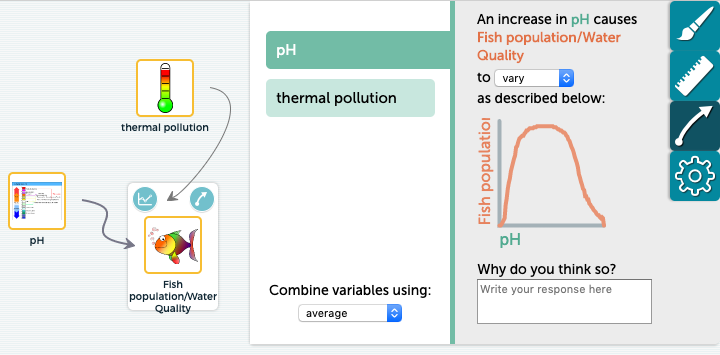 thermal pollution
pH
Fish
population/Water
Quality
pH
thermal pollution
Combine variables using:
average
An increase in pH causes
Fish population/Water
Quality
to vary
as described below:
Fish population
pH
Why do you think so?
Write your response here